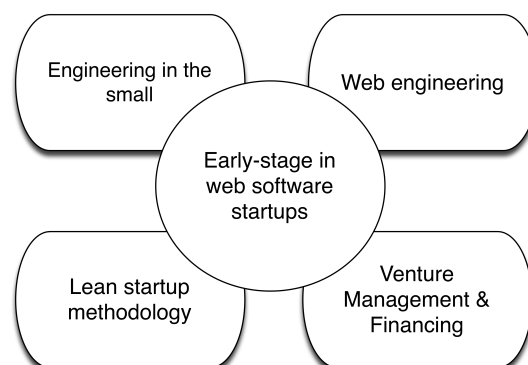 Engineering in the
small
Web engineering
Early-stage in
web software
startups
Lean startup
methodology
Venture
Management &
Financing